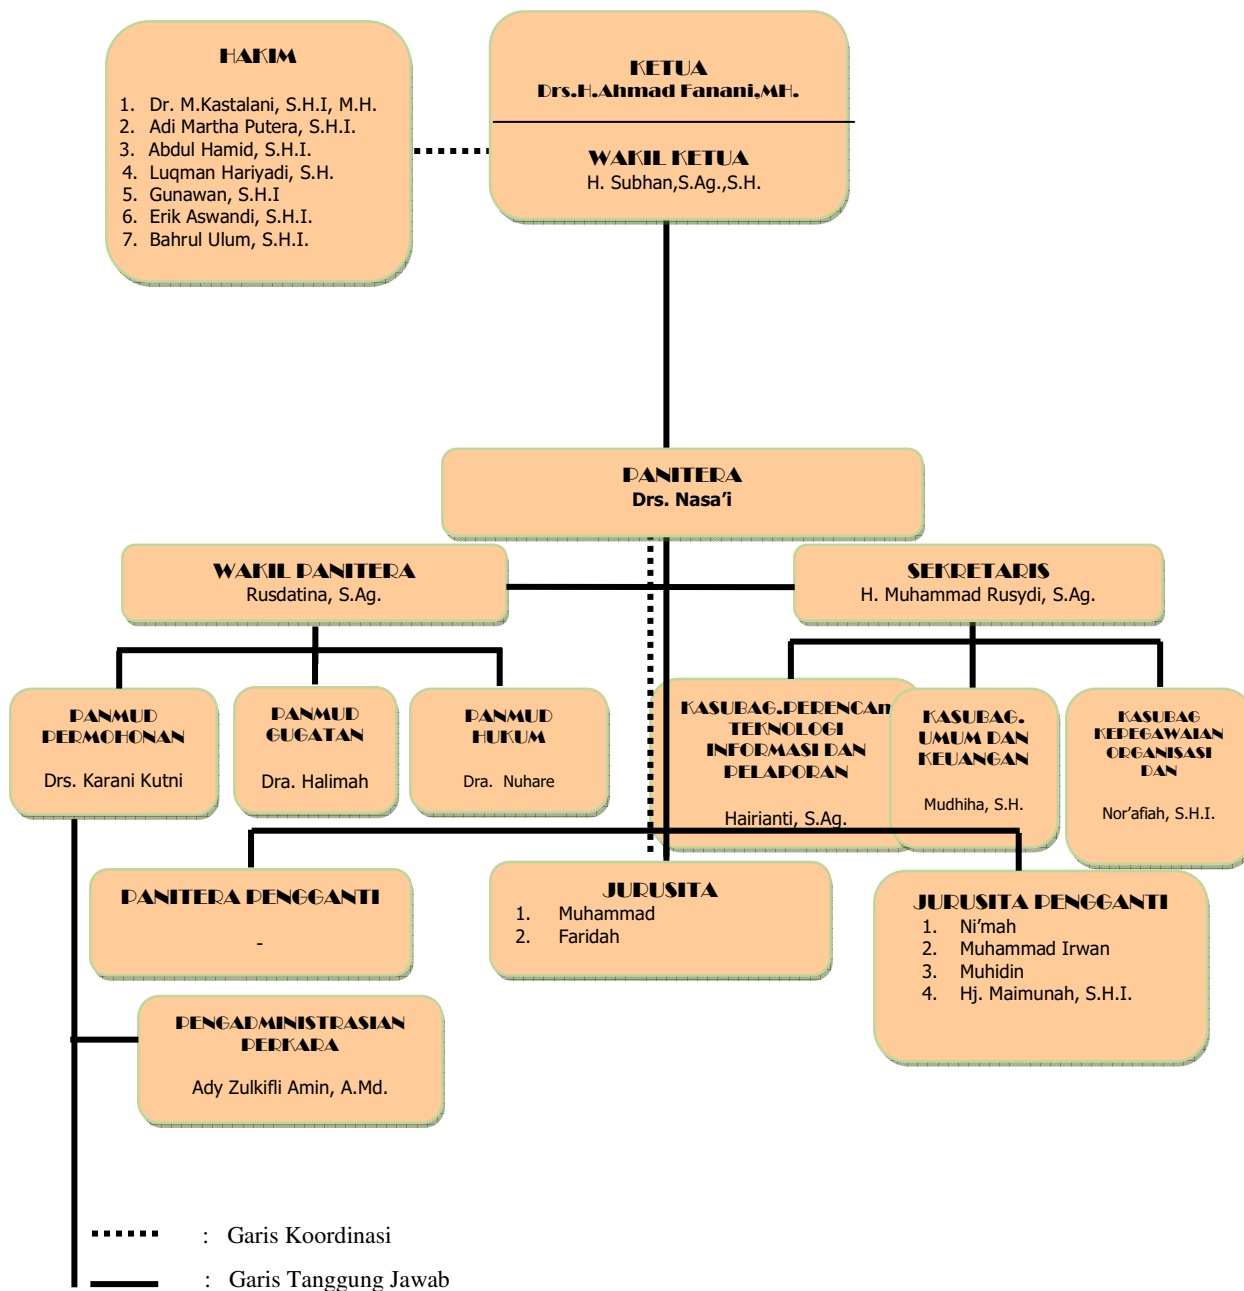 HAKIM
1. Dr. M.Kastalani, S.H.I, M.H.
2. Adi Martha Putera, S.H.I.
3. Abdul Hamid, S.H.I.
4. Luqman Hariyadi, S.H.
5. Gunawan, S.H.I
6. Erik Aswandi, S.H.I.
7. Bahrul Ulum, S.H.I.
KETUA
Drs.H.Ahmad Fanani,MH.
WAKIL KETUA
H. Subhan,S.Ag.,S.H.
PANITERA
Drs. Nasa’i
WAKIL PANITERA
Rusdatina, S.Ag.
SEKRETARIS
H. Muhammad Rusydi, S.Ag.
PANMUD
PERMOHONAN
Drs. Karani Kutni
PANMUD
GUGATAN
Dra. Halimah
PANMUD
HUKUM
Dra. Nuhare
KASUBAG.PERENCAn
TEKNOLOGI
INFORMASI DAN
PELAPORAN
Hairianti, S.Ag.
KASUBAG.
UMUM DAN
KEUANGAN
Mudhiha, S.H.
KASUBAG
KEPEGAWAIAN
ORGANISASI
DAN
Nor’afiah, S.H.I.
PANITERA PENGGANTI
-
JURUSITA
1. Muhammad
2. Faridah
JURUSITA PENGGANTI
1. Ni’mah
2. Muhammad Irwan
3. Muhidin
4. Hj. Maimunah, S.H.I.
PENGADMINISTRASIAN
PERKARA
Ady Zulkifli Amin, A.Md.
: Garis Koordinasi
: Garis Tanggung Jawab